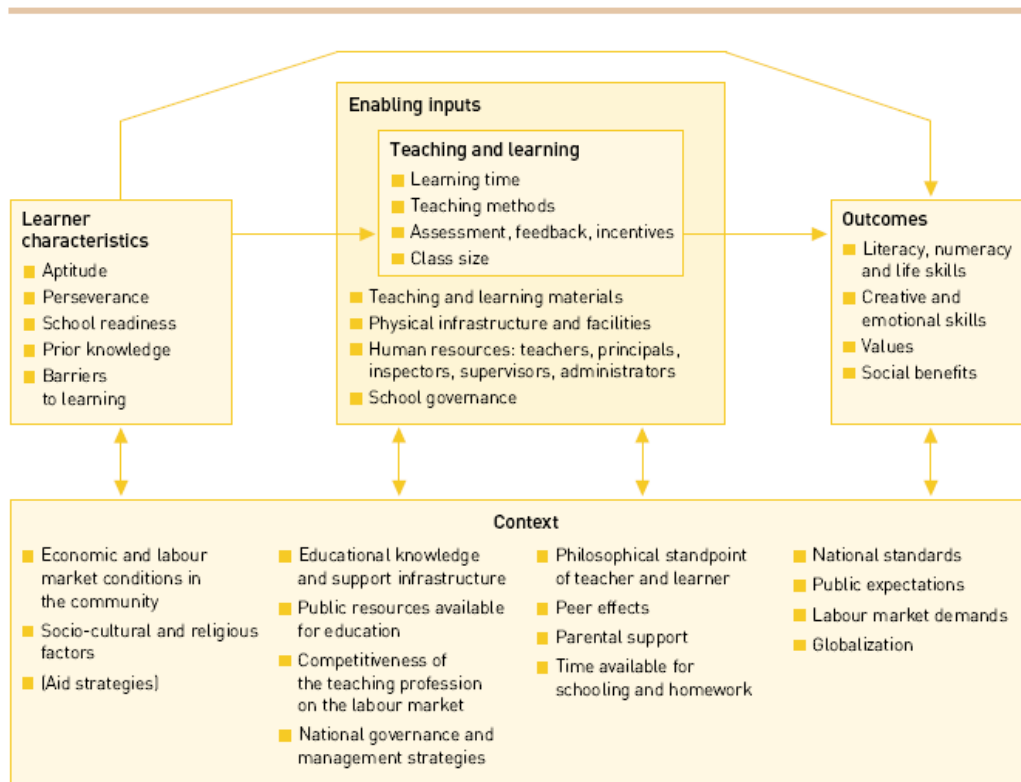 Enabling inputs
Teaching and learning
Learning time
Teaching methods
Assessment, feedback, incentives
Class size
Teaching and learning materials
Physical infrastructure and facilities
Human resources: teachers, principals,
inspectors, supervisors, administrators
School governance
Learner
characteristics
Aptitude
Perseverance
School readiness
Prior knowledge
Barriers
to learning
Outcomes
Literacy, numeracy
and life skills
Creative and
emotional skills
Values
Social benefits
Context
Economic and labour
market conditions in
the community
Socio-cultural and religious
factors
(Aid strategies)
Educational knowledge
and support infrastructure
Public resources available
for education
Competitiveness of
the teaching profession
on the labour market
National governance and
management strategies
Philosophical standpoint
of teacher and learner
Peer effects
Parental support
Time available for
schooling and homework
National standards
Public expectations
Labour market demands
Globalization